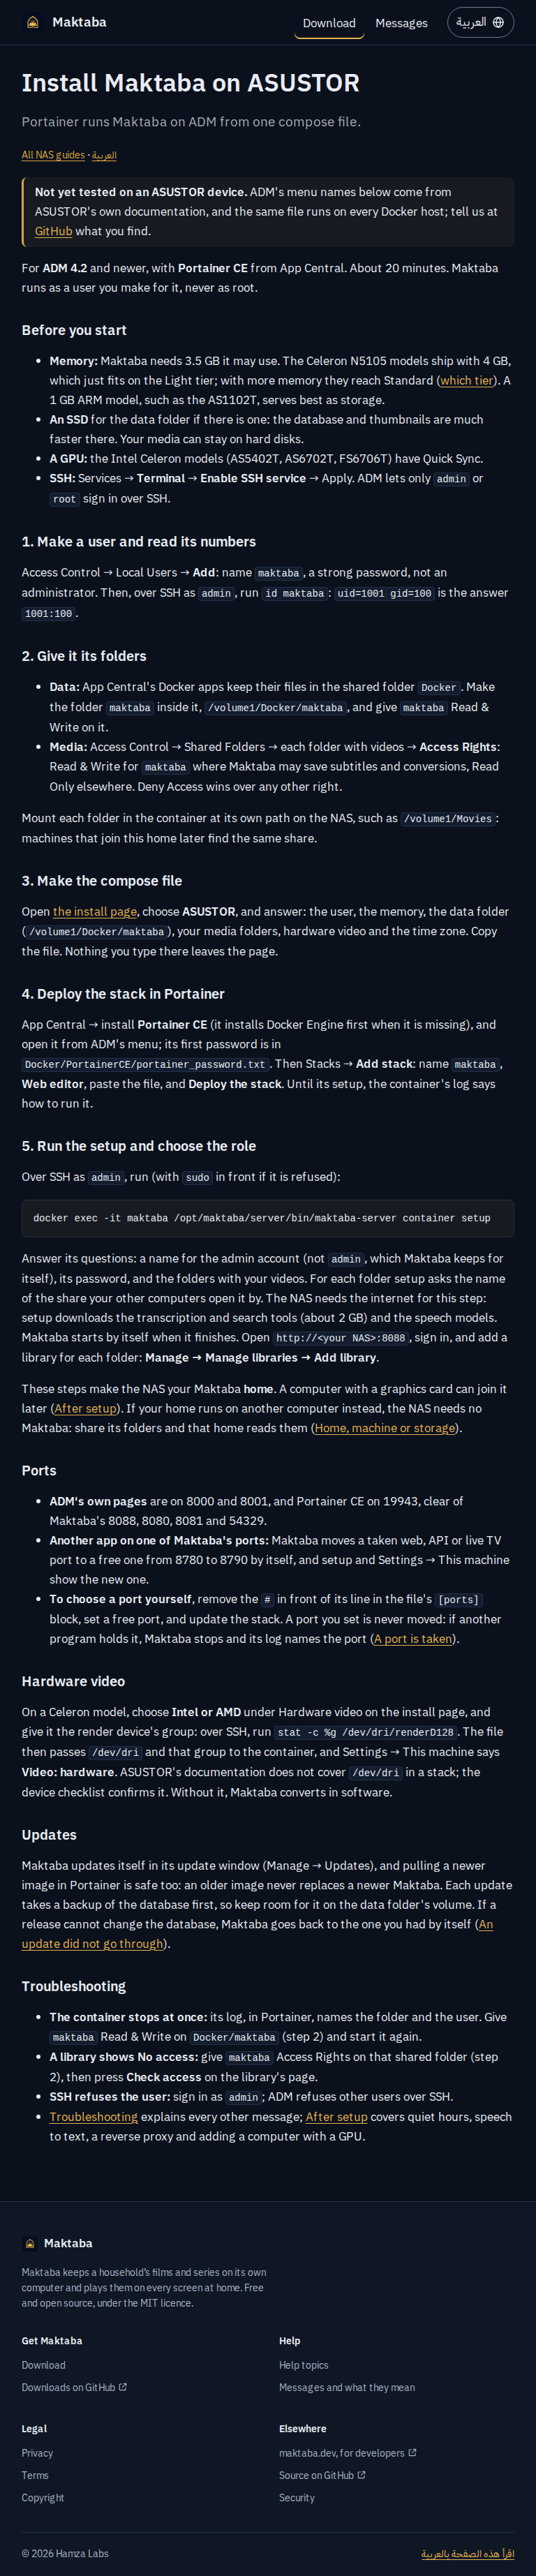 Maktaba
Download
Messages
العربية
Install Maktaba on ASUSTOR
Portainer runs Maktaba on ADM from one compose file.
All NAS guides · العربية
Not yet tested on an ASUSTOR device. ADM's menu names below come from
ASUSTOR's own documentation, and the same file runs on every Docker host; tell us at
GitHub what you find.
For ADM 4.2 and newer, with Portainer CE from App Central. About 20 minutes. Maktaba
runs as a user you make for it, never as root.
Before you start
• Memory: Maktaba needs 3.5 GB it may use. The Celeron N5105 models ship with 4 GB,
which just fits on the Light tier; with more memory they reach Standard (which tier). A
1 GB ARM model, such as the AS1102T, serves best as storage.
• An SSD for the data folder if there is one: the database and thumbnails are much
faster there. Your media can stay on hard disks.
• A GPU: the Intel Celeron models (AS5402T, AS6702T, FS6706T) have Quick Sync.
• SSH: Services → Terminal → Enable SSH service → Apply. ADM lets only admin or
root sign in over SSH.
1. Make a user and read its numbers
Access Control → Local Users → Add: name maktaba, a strong password, not an
administrator. Then, over SSH as admin, run id maktaba: uid=1001 gid=100 is the answer
1001:100.
2. Give it its folders
• Data: App Central's Docker apps keep their files in the shared folder Docker. Make
the folder maktaba inside it, /volume1/Docker/maktaba, and give maktaba Read &
Write on it.
• Media: Access Control → Shared Folders → each folder with videos → Access Rights:
Read & Write for maktaba where Maktaba may save subtitles and conversions, Read
Only elsewhere. Deny Access wins over any other right.
Mount each folder in the container at its own path on the NAS, such as /volume1/Movies:
machines that join this home later find the same share.
3. Make the compose file
Open the install page, choose ASUSTOR, and answer: the user, the memory, the data folder
(/volume1/Docker/maktaba), your media folders, hardware video and the time zone. Copy
the file. Nothing you type there leaves the page.
4. Deploy the stack in Portainer
App Central → install Portainer CE (it installs Docker Engine first when it is missing), and
open it from ADM's menu; its first password is in
Docker/PortainerCE/portainer_password.txt. Then Stacks → Add stack: name maktaba,
Web editor, paste the file, and Deploy the stack. Until its setup, the container's log says
how to run it.
5. Run the setup and choose the role
Over SSH as admin, run (with sudo in front if it is refused):
docker exec -it maktaba /opt/maktaba/server/bin/maktaba-server container setup
Answer its questions: a name for the admin account (not admin, which Maktaba keeps for
itself), its password, and the folders with your videos. For each folder setup asks the name
of the share your other computers open it by. The NAS needs the internet for this step:
setup downloads the transcription and search tools (about 2 GB) and the speech models.
Maktaba starts by itself when it finishes. Open http://<your NAS>:8088, sign in, and add a
library for each folder: Manage → Manage libraries → Add library.
These steps make the NAS your Maktaba home. A computer with a graphics card can join it
later (After setup). If your home runs on another computer instead, the NAS needs no
Maktaba: share its folders and that home reads them (Home, machine or storage).
Ports
• ADM's own pages are on 8000 and 8001, and Portainer CE on 19943, clear of
Maktaba's 8088, 8080, 8081 and 54329.
• Another app on one of Maktaba's ports: Maktaba moves a taken web, API or live TV
port to a free one from 8780 to 8790 by itself, and setup and Settings → This machine
show the new one.
• To choose a port yourself, remove the # in front of its line in the file's [ports]
block, set a free port, and update the stack. A port you set is never moved: if another
program holds it, Maktaba stops and its log names the port (A port is taken).
Hardware video
On a Celeron model, choose Intel or AMD under Hardware video on the install page, and
give it the render device's group: over SSH, run stat -c %g /dev/dri/renderD128. The file
then passes /dev/dri and that group to the container, and Settings → This machine says
Video: hardware. ASUSTOR's documentation does not cover /dev/dri in a stack; the
device checklist confirms it. Without it, Maktaba converts in software.
Updates
Maktaba updates itself in its update window (Manage → Updates), and pulling a newer
image in Portainer is safe too: an older image never replaces a newer Maktaba. Each update
takes a backup of the database first, so keep room for it on the data folder's volume. If a
release cannot change the database, Maktaba goes back to the one you had by itself (An
update did not go through).
Troubleshooting
• The container stops at once: its log, in Portainer, names the folder and the user. Give
maktaba Read & Write on Docker/maktaba (step 2) and start it again.
• A library shows No access: give maktaba Access Rights on that shared folder (step
2), then press Check access on the library's page.
• SSH refuses the user: sign in as admin; ADM refuses other users over SSH.
• Troubleshooting explains every other message; After setup covers quiet hours, speech
to text, a reverse proxy and adding a computer with a GPU.
Maktaba
Maktaba keeps a household's films and series on its own
computer and plays them on every screen at home. Free
and open source, under the MIT licence.
Get Maktaba
Download
Downloads on GitHub
Help
Help topics
Messages and what they mean
Legal
Privacy
Terms
Copyright
Elsewhere
maktaba.dev, for developers
Source on GitHub
Security
© 2026 Hamza Labs
اقرأ هذه الصفحة بالعربية